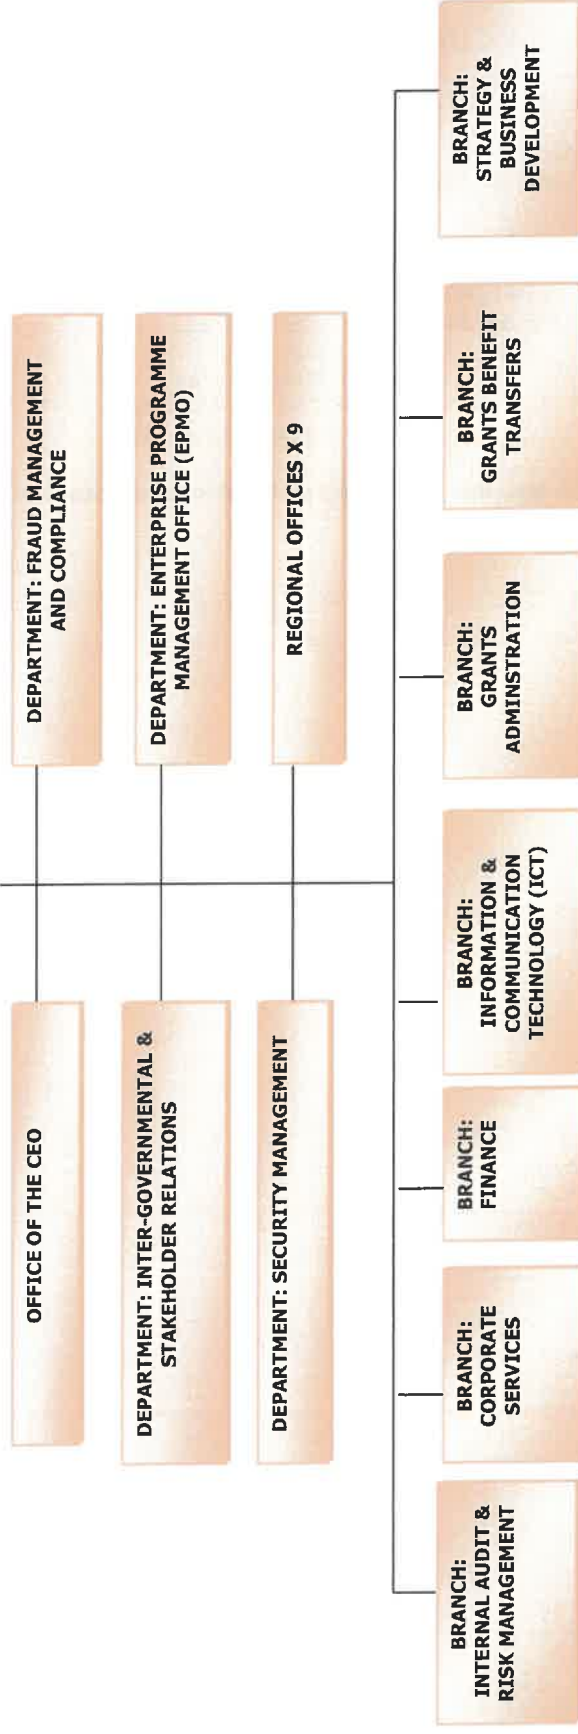 OFFICE OF THE CEO
DEPARTMENT: FRAUD MANAGEMENT
AND COMPLIANCE
DEPARTMENT: INTER-GOVERNMENTAL &
STAKEHOLDER RELATIONS
DEPARTMENT: ENTERPRISE PROGRAMME
MANAGEMENT OFFICE (EPMO)
DEPARTMENT: SECURITY MANAGEMENT
REGIONAL OFFICES X 9
BRANCH:
INTERNAL AUDIT &
RISK MANAGEMENT
BRANCH:
CORPORATE
SERVICES
BRANCH:
FINANCE
BRANCH:
INFORMATION &
COMMUNICATION
TECHNOLOGY (ICT)
BRANCH:
GRANTS
ADMINSTRATION
BRANCH:
GRANTS BENEFIT
TRANSFERS
BRANCH:
STRATEGY &
BUSINESS
DEVELOPMENT